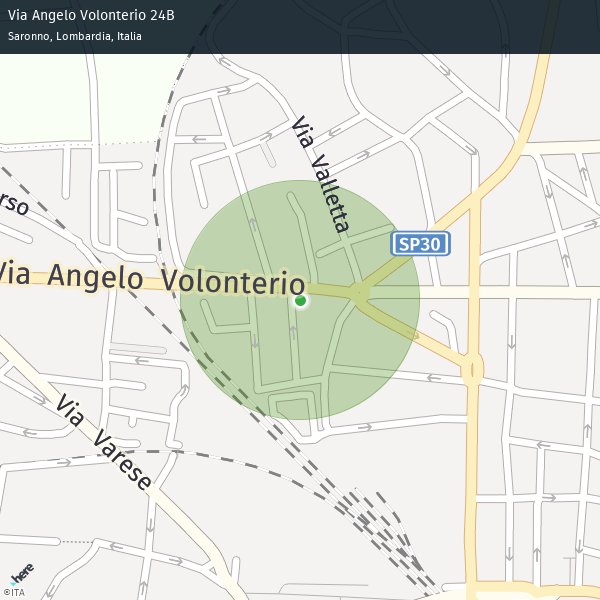 Via Angelo Volonterio 24B
Saronno, Lombardia, Italia
Via Valletta
rso
SP30
Via Angelo Volonterio
Via Varese
here
©ITA